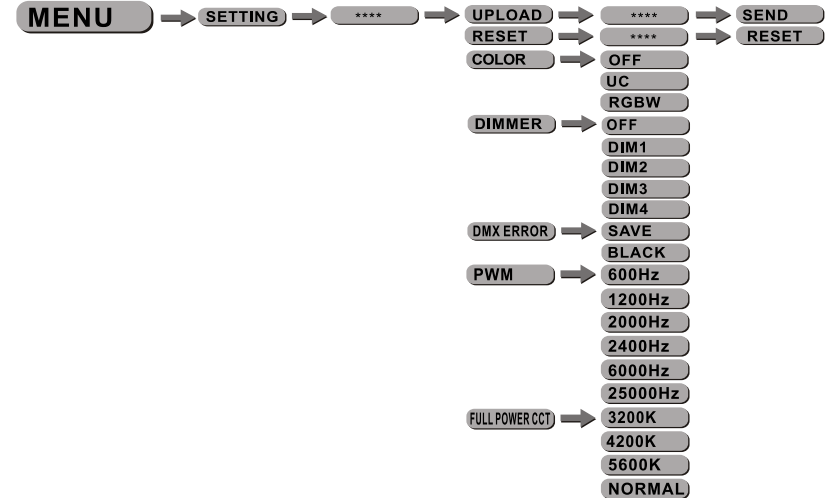 MENU SETTING **** UPLOAD **** SEND
RESET **** RESET
COLOR OFF
UC
RGBW
DIMMER OFF
DIM1
DIM2
DIM3
DIM4
DMX ERROR SAVE
BLACK
PWM 600Hz
1200Hz
2000Hz
2400Hz
6000Hz
25000Hz
FULL POWER CCT 3200K
4200K
5600K
NORMAL